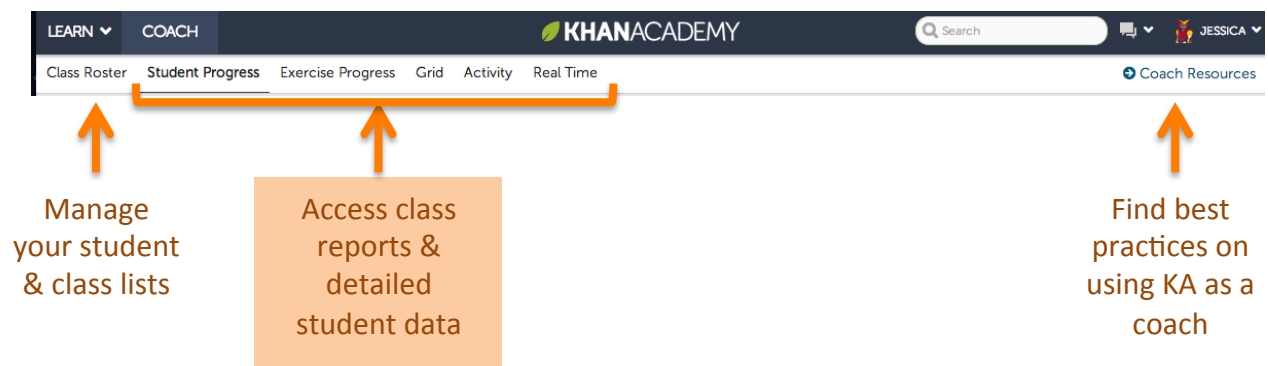 LEARN COACH KHANACADEMY Search JESSICA
Class Roster Student Progress Exercise Progress Grid Activity Real Time Coach Resources
Manage
your student
& class lists
Access class
reports &
detailed
student data
Find best
practices on
using KA as a
coach